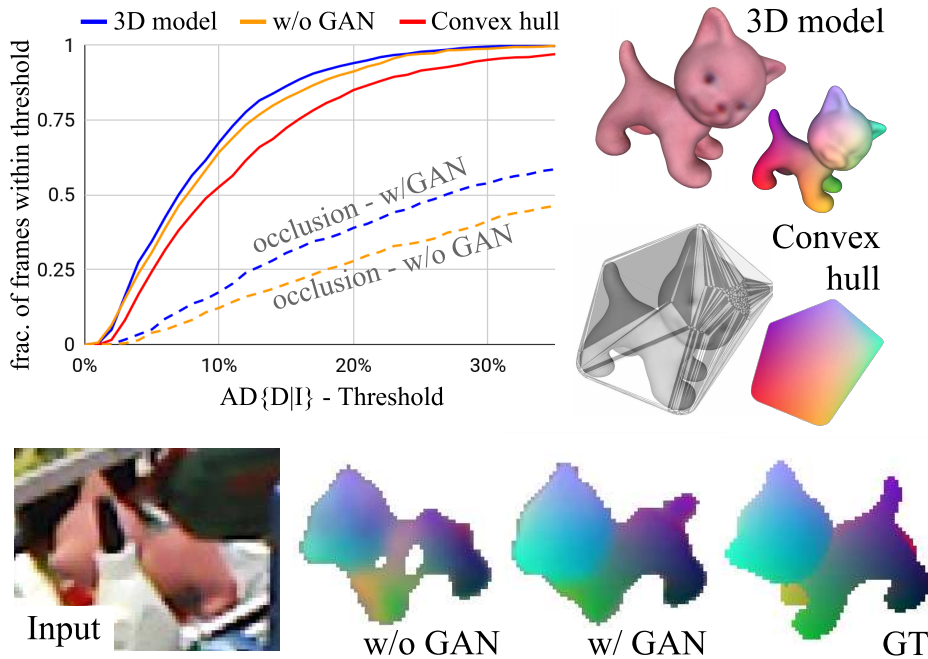 3D model w/o GAN Convex hull
frac. of frames within threshold
1
0.75
0.5
0.25
0
0% 10% 20% 30%
AD{D|I} - Threshold
occlusion - w/GAN
occlusion - w/o GAN
3D model
Convex
hull
Input
w/o GAN
w/ GAN
GT